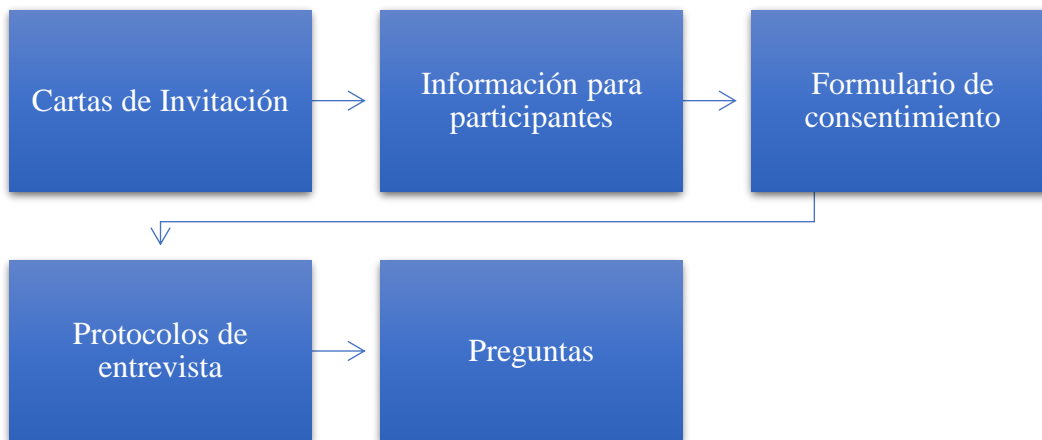 Cartas de Invitación
Información para
participantes
Formulario de
consentimiento
Protocolos de
entrevista
Preguntas